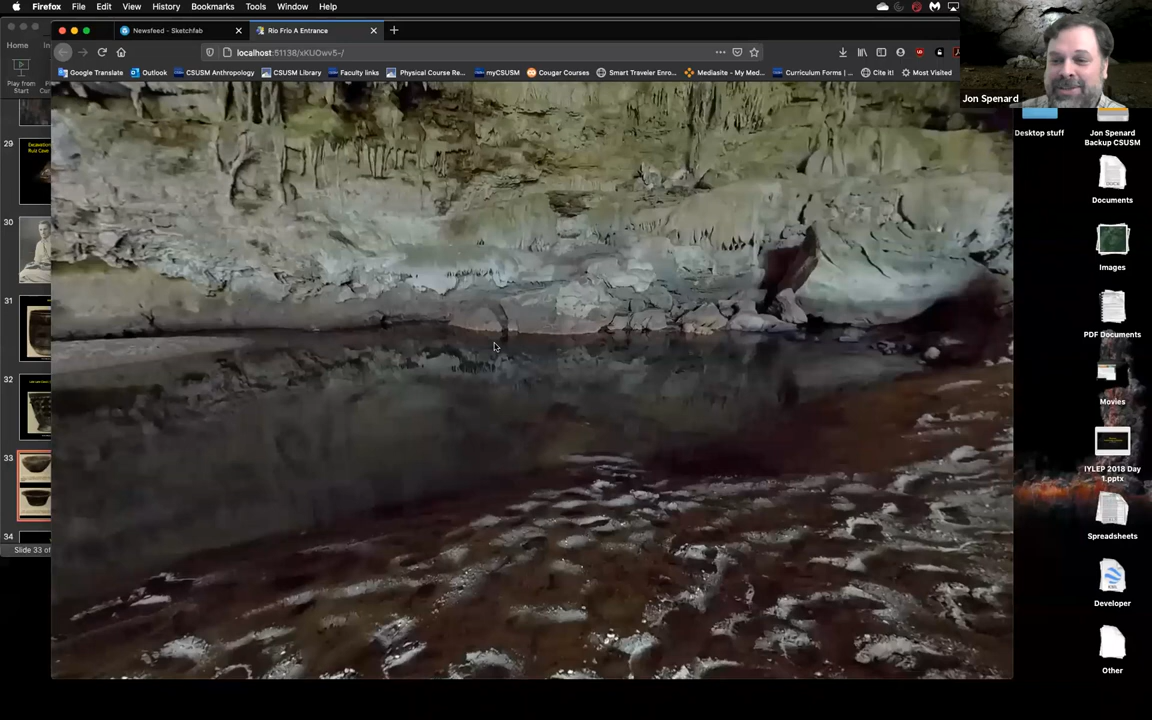 Firefox File Edit View History Bookmarks Tools Window Help
Newsfeed - Sketchfab
Rio Frio A Entrance
localhost:51138/xKUOwv5-/
Google Translate Outlook CSUSM Anthropology CSUSM Library Faculty links Physical Course Re... myCSUSM Cougar Courses Smart Traveler Enro... Mediasite - My Med... Curriculum Forms | ... Cite it! Most Visited
Home
Play from
Start
29
30
31
32
33
34
Slide 33 of
Jon Spenard
Desktop stuff
Jon Spenard
Backup CSUSM
Documents
Images
PDF Documents
Movies
IYLEP 2018 Day
1.pptx
Spreadsheets
Developer
Other